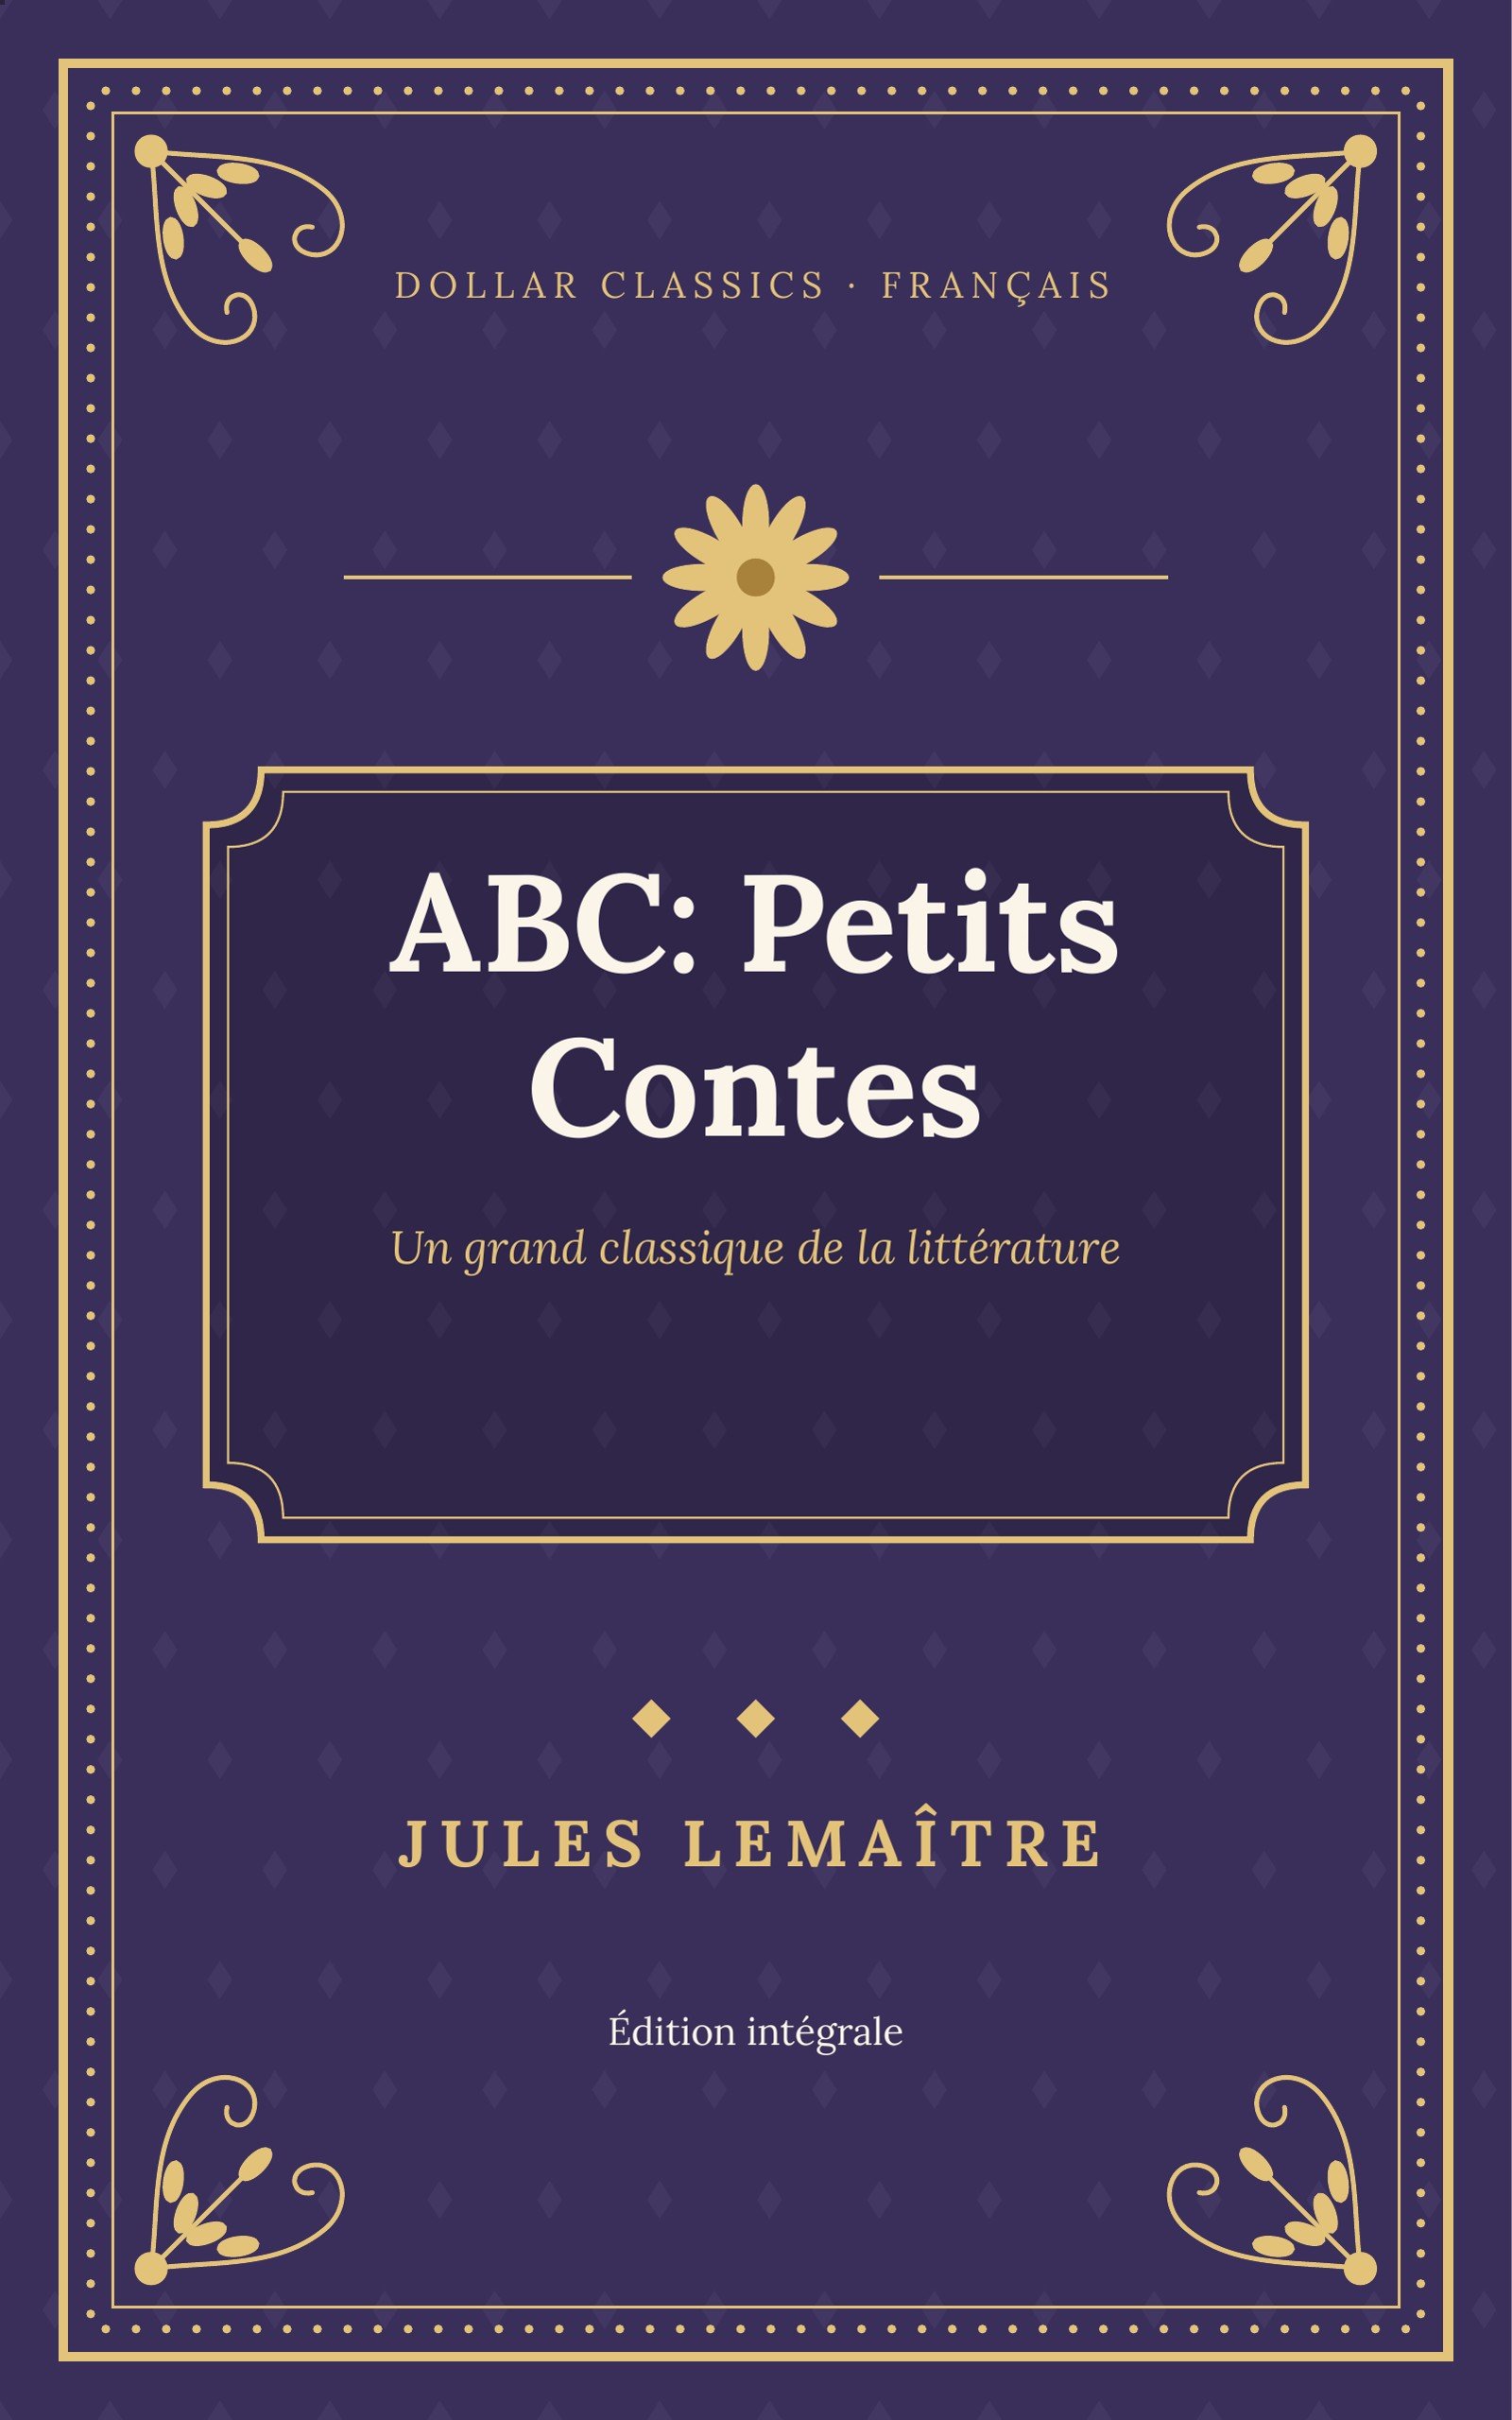 DOLLAR CLASSICS · FRANÇAIS
ABC: Petits
Contes
Un grand classique de la littérature
JULES LEMAÎTRE
Édition intégrale